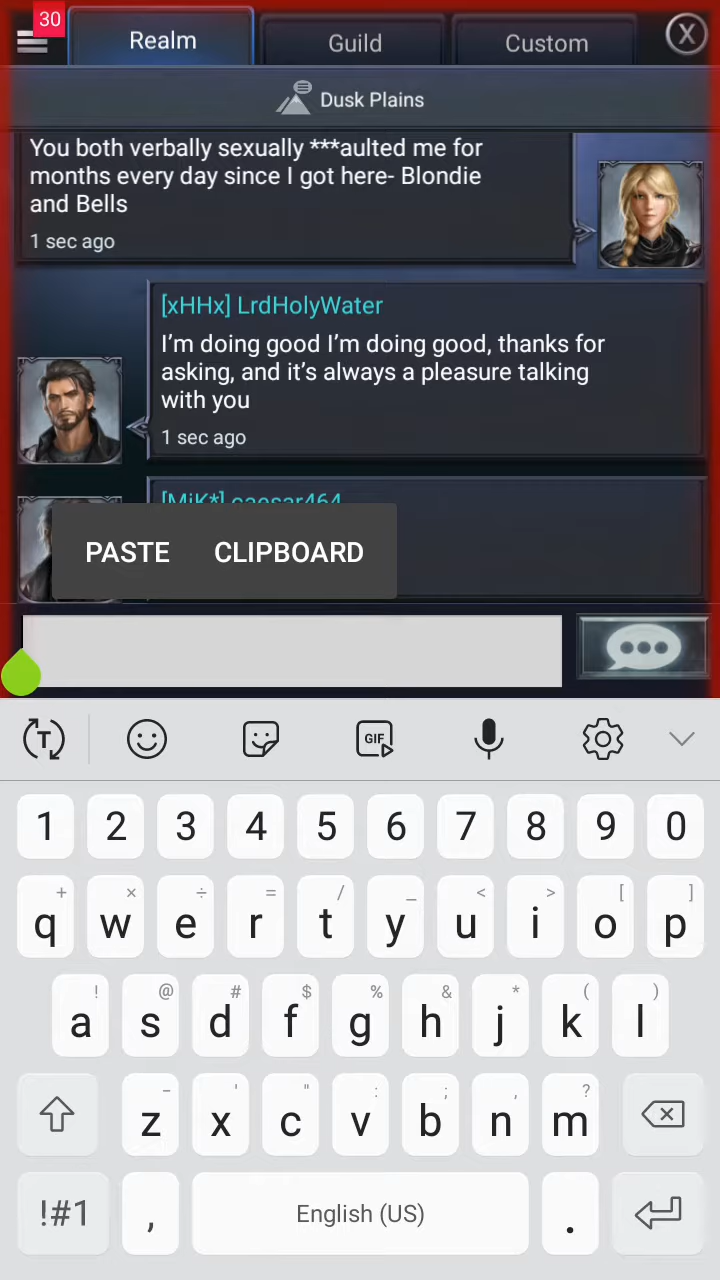 30
Realm
Guild
Custom
X
Dusk Plains
You both verbally sexually ***aulted me for
months every day since I got here- Blondie
and Bells
1 sec ago
[xHHx] LrdHolyWater
I'm doing good I'm doing good, thanks for
asking, and it's always a pleasure talking
with you
1 sec ago
[MiK*] caesar464
PASTE CLIPBOARD
T
GIF
1 2 3 4 5 6 7 8 9 0
+ × ÷ = / _ < > [ ]
q w e r t y u i o p
! @ # $ % & * ( )
a s d f g h j k l
- ' " : ; , ?
z x c v b n m
!#1 , English (US) .